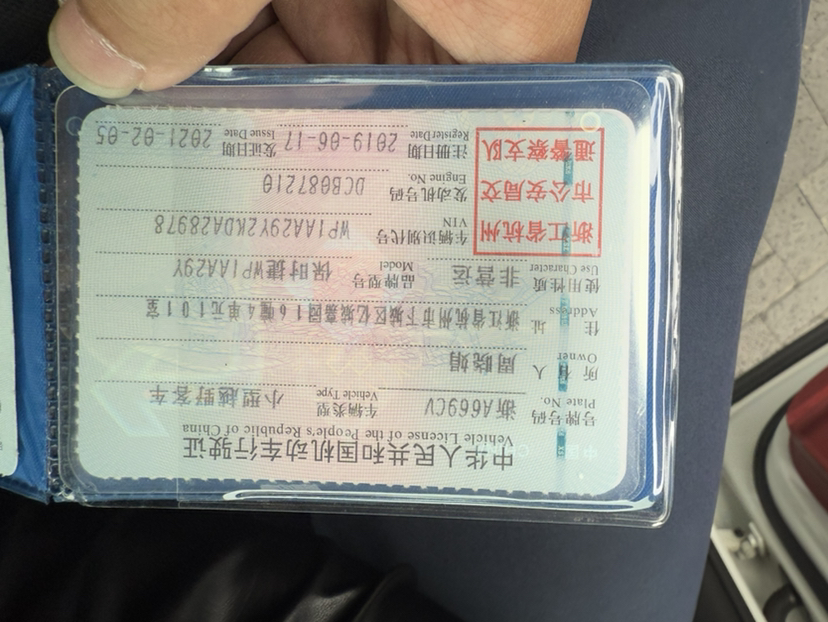 中华人民共和国机动车行驶证
Vehicle License of the People's Republic of China
号牌号码 Plate No. 浙A669CV 车辆类型 Vehicle Type 小型越野客车
所有人 Owner 周晓娟
住址 Address 浙江省杭州市下城区亿城嘉园16幢4单元101室
使用性质 Use Character 非营运 品牌型号 Model 保时捷WP1AA29Y
浙江省杭州
市公安局交
通警察支队
车辆识别代号 VIN WP1AA29Y2KDA28978
发动机号码 Engine No. DCB087210
注册日期 Register Date 2019-06-17 发证日期 Issue Date 2021-02-05